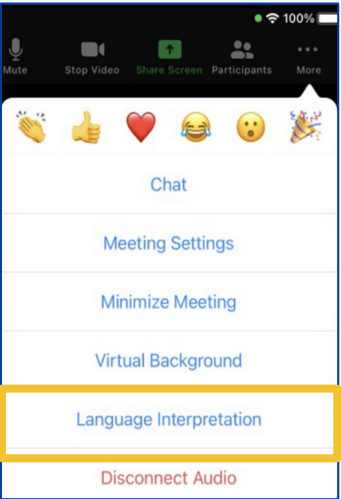 100%
Mute Stop Video Share Screen Participants More
Chat
Meeting Settings
Minimize Meeting
Virtual Background
Language Interpretation
Disconnect Audio